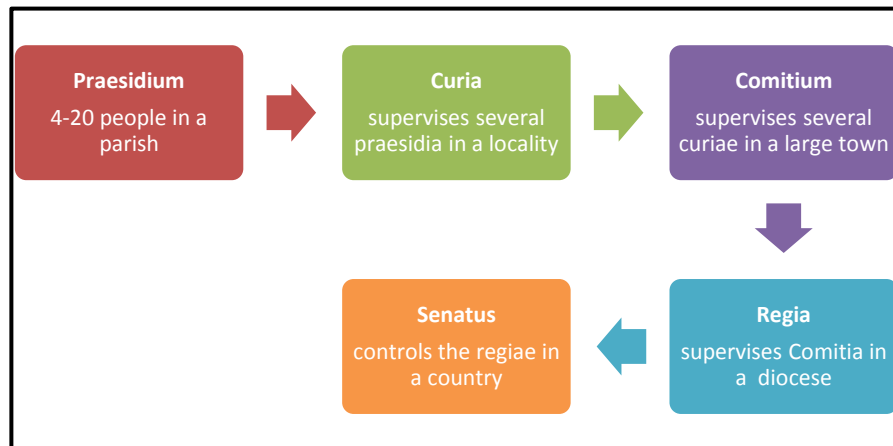 Praesidium
4-20 people in a
parish
Curia
supervises several
praesidia in a locality
Comitium
supervises several
curiae in a large town
Regia
supervises Comitia in
a diocese
Senatus
controls the regiae in
a country